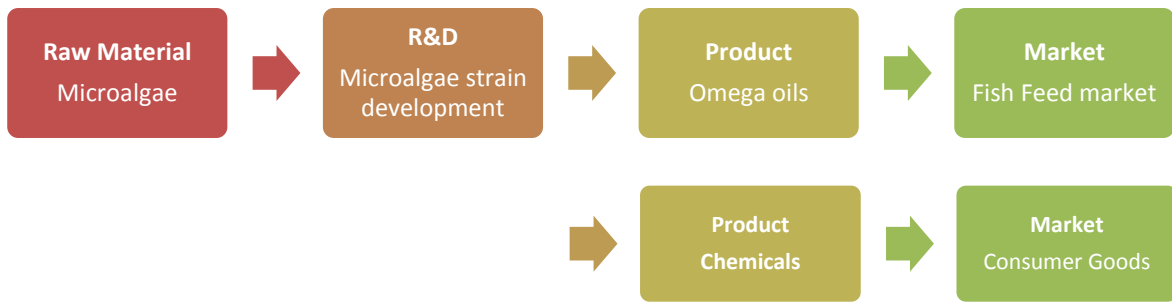 Raw Material
Microalgae
R&D
Microalgae strain
development
Product
Omega oils
Market
Fish Feed market
Product
Chemicals
Market
Consumer Goods